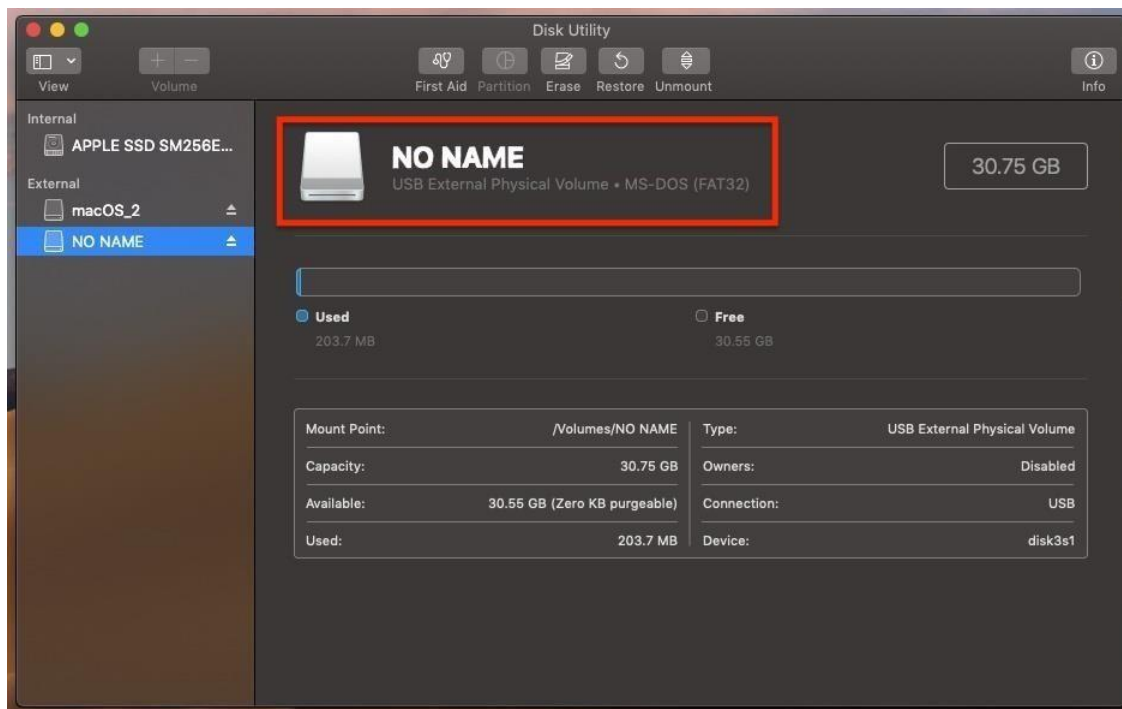 Disk Utility
View
Volume
First Aid Partition Erase Restore Unmount
Info
Internal
APPLE SSD SM256E...
External
macOS_2
NO NAME
NO NAME
USB External Physical Volume • MS-DOS (FAT32)
30.75 GB
Used
203.7 MB
Free
30.55 GB
Mount Point: /Volumes/NO NAME
Capacity: 30.75 GB
Available: 30.55 GB (Zero KB purgeable)
Used: 203.7 MB
Type: USB External Physical Volume
Owners: Disabled
Connection: USB
Device: disk3s1